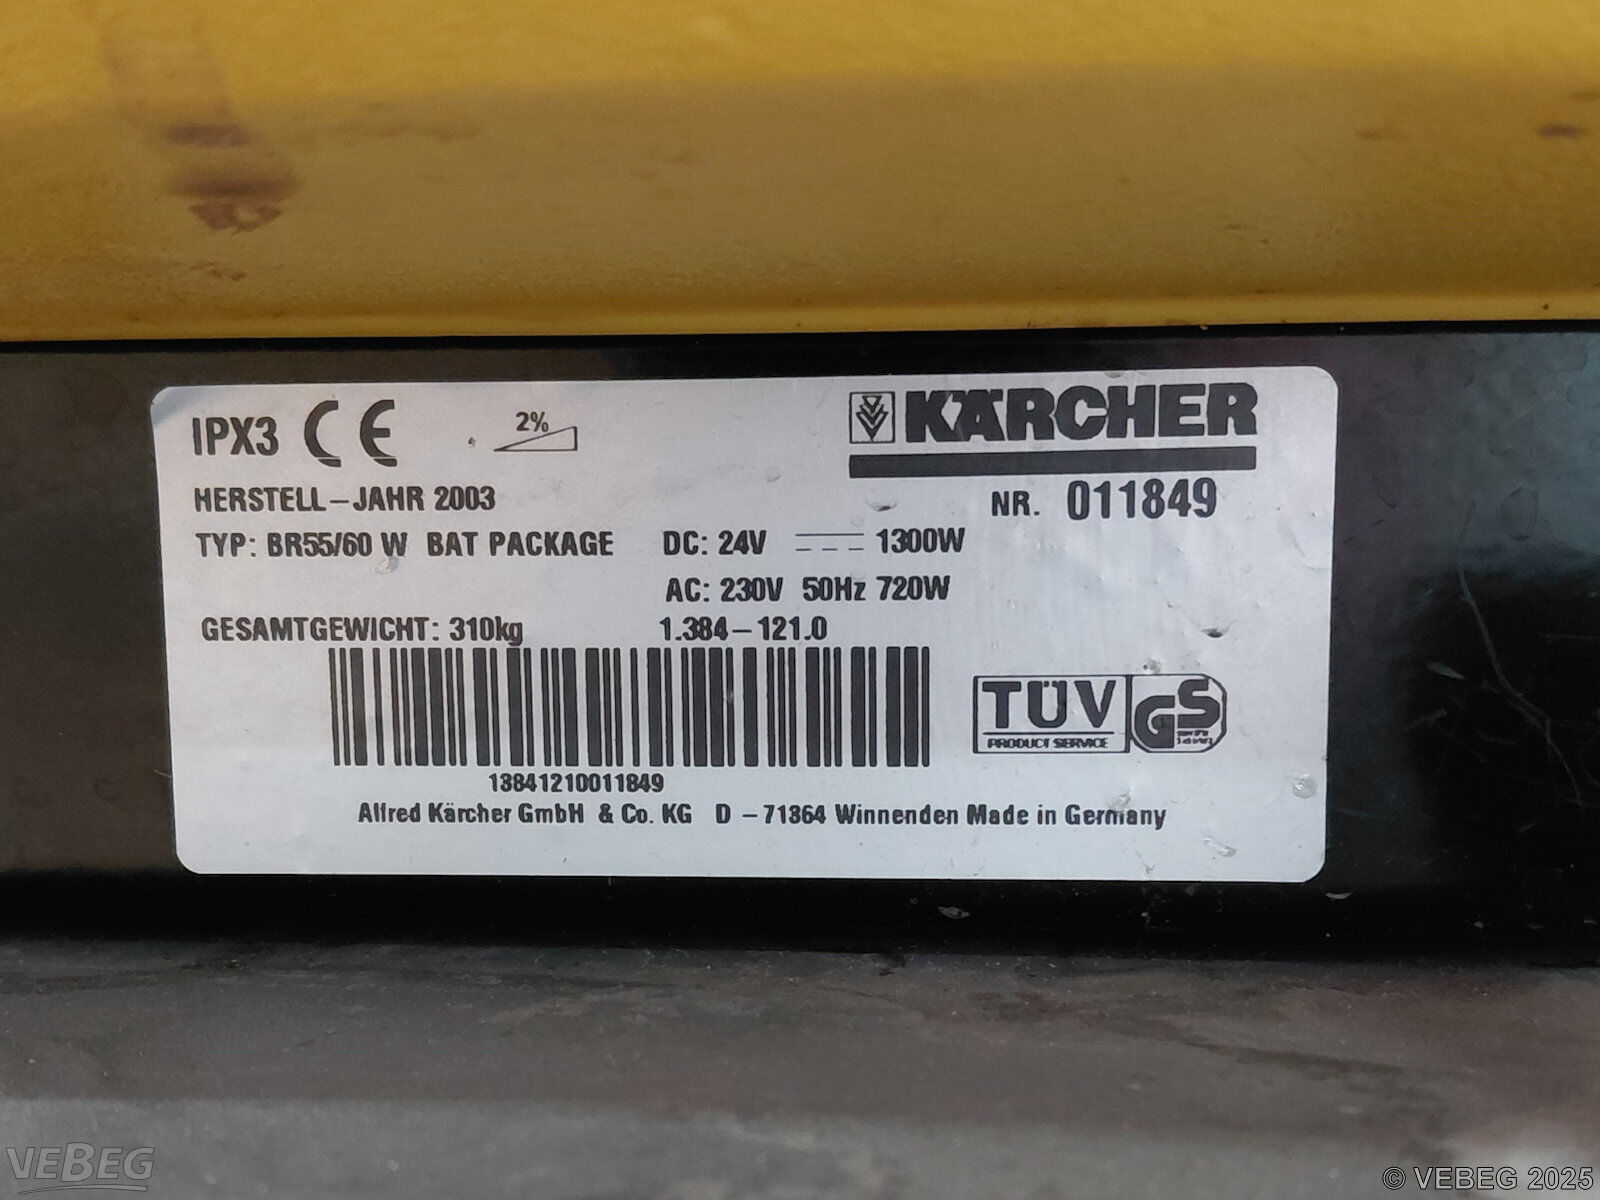 IPX3 CE 2% KÄRCHER
HERSTELL-JAHR 2003 NR. 011849
TYP: BR55/60 W BAT PACKAGE DC: 24V 1300W
AC: 230V 50Hz 720W
GESAMTGEWICHT: 310kg 1.384-121.0
TÜV GS
PRODUCT SERVICE
13841210011849
Alfred Kärcher GmbH & Co. KG D - 71364 Winnenden Made in Germany
VEBEG
© VEBEG 2025